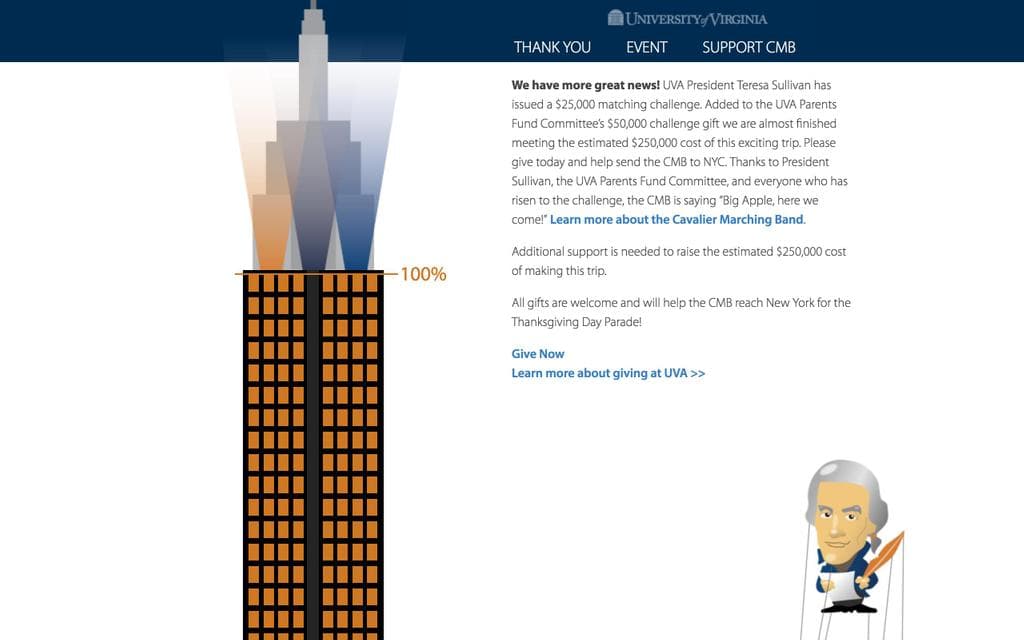 UNIVERSITY of VIRGINIA
THANK YOU EVENT SUPPORT CMB
We have more great news! UVA President Teresa Sullivan has
issued a $25,000 matching challenge. Added to the UVA Parents
Fund Committee's $50,000 challenge gift we are almost finished
meeting the estimated $250,000 cost of this exciting trip. Please
give today and help send the CMB to NYC. Thanks to President
Sullivan, the UVA Parents Fund Committee, and everyone who has
risen to the challenge, the CMB is saying "Big Apple, here we
come!" Learn more about the Cavalier Marching Band.
100%
Additional support is needed to raise the estimated $250,000 cost
of making this trip.
All gifts are welcome and will help the CMB reach New York for the
Thanksgiving Day Parade!
Give Now
Learn more about giving at UVA >>